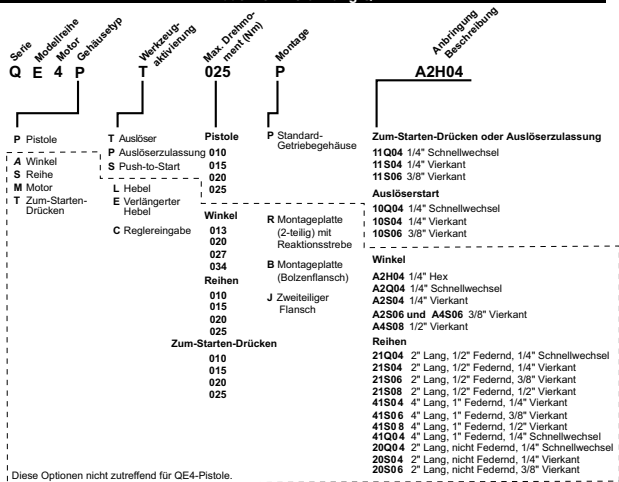 Serie
Modellreihe
Motor
Gehäusetyp
Werkzeug-
aktivierung
Max. Drehmo-
ment (Nm)
Montage
Anbringung
Beschreibung
Q E 4 P T 025 P A2H04
P Pistole
A Winkel
S Reihe
M Motor
T Zum-Starten-
Drücken
T Auslöser
P Auslöserzulassung
S Push-to-Start
L Hebel
E Verlängerter
Hebel
C Reglereingabe
Pistole
010
015
020
025
Winkel
013
020
027
034
Reihen
010
015
020
025
Zum-Starten-Drücken
010
015
020
025
P Standard-
Getriebegehäuse
R Montageplatte
(2-teilig) mit
Reaktionsstrebe
B Montageplatte
(Bolzenflansch)
J Zweiteiliger
Flansch
Zum-Starten-Drücken oder Auslöserzulassung
11Q04 1/4" Schnellwechsel
11S04 1/4" Vierkant
11S06 3/8" Vierkant
Auslöserstart
10Q04 1/4" Schnellwechsel
10S04 1/4" Vierkant
10S06 3/8" Vierkant
Winkel
A2H04 1/4" Hex
A2Q04 1/4" Schnellwechsel
A2S04 1/4" Vierkant
A2S06 und A4S06 3/8" Vierkant
A4S08 1/2" Vierkant
Reihen
21Q04 2" Lang, 1/2" Federnd, 1/4" Schnellwechsel
21S04 2" Lang, 1/2" Federnd, 1/4" Vierkant
21S06 2" Lang, 1/2" Federnd, 3/8" Vierkant
21S08 2" Lang, 1/2" Federnd, 1/2" Vierkant
41S04 4" Lang, 1" Federnd, 1/4" Vierkant
41S06 4" Lang, 1" Federnd, 3/8" Vierkant
41S08 4" Lang, 1" Federnd, 1/2" Vierkant
41Q04 4" Lang, 1" Federnd, 1/4" Schnellwechsel
20Q04 2" Lang, nicht Federnd, 1/4" Schnellwechsel
20S04 2" Lang, nicht Federnd, 1/4" Vierkant
20S06 2" Lang, nicht Federnd, 3/8" Vierkant
Diese Optionen nicht zutreffend für QE4-Pistole.